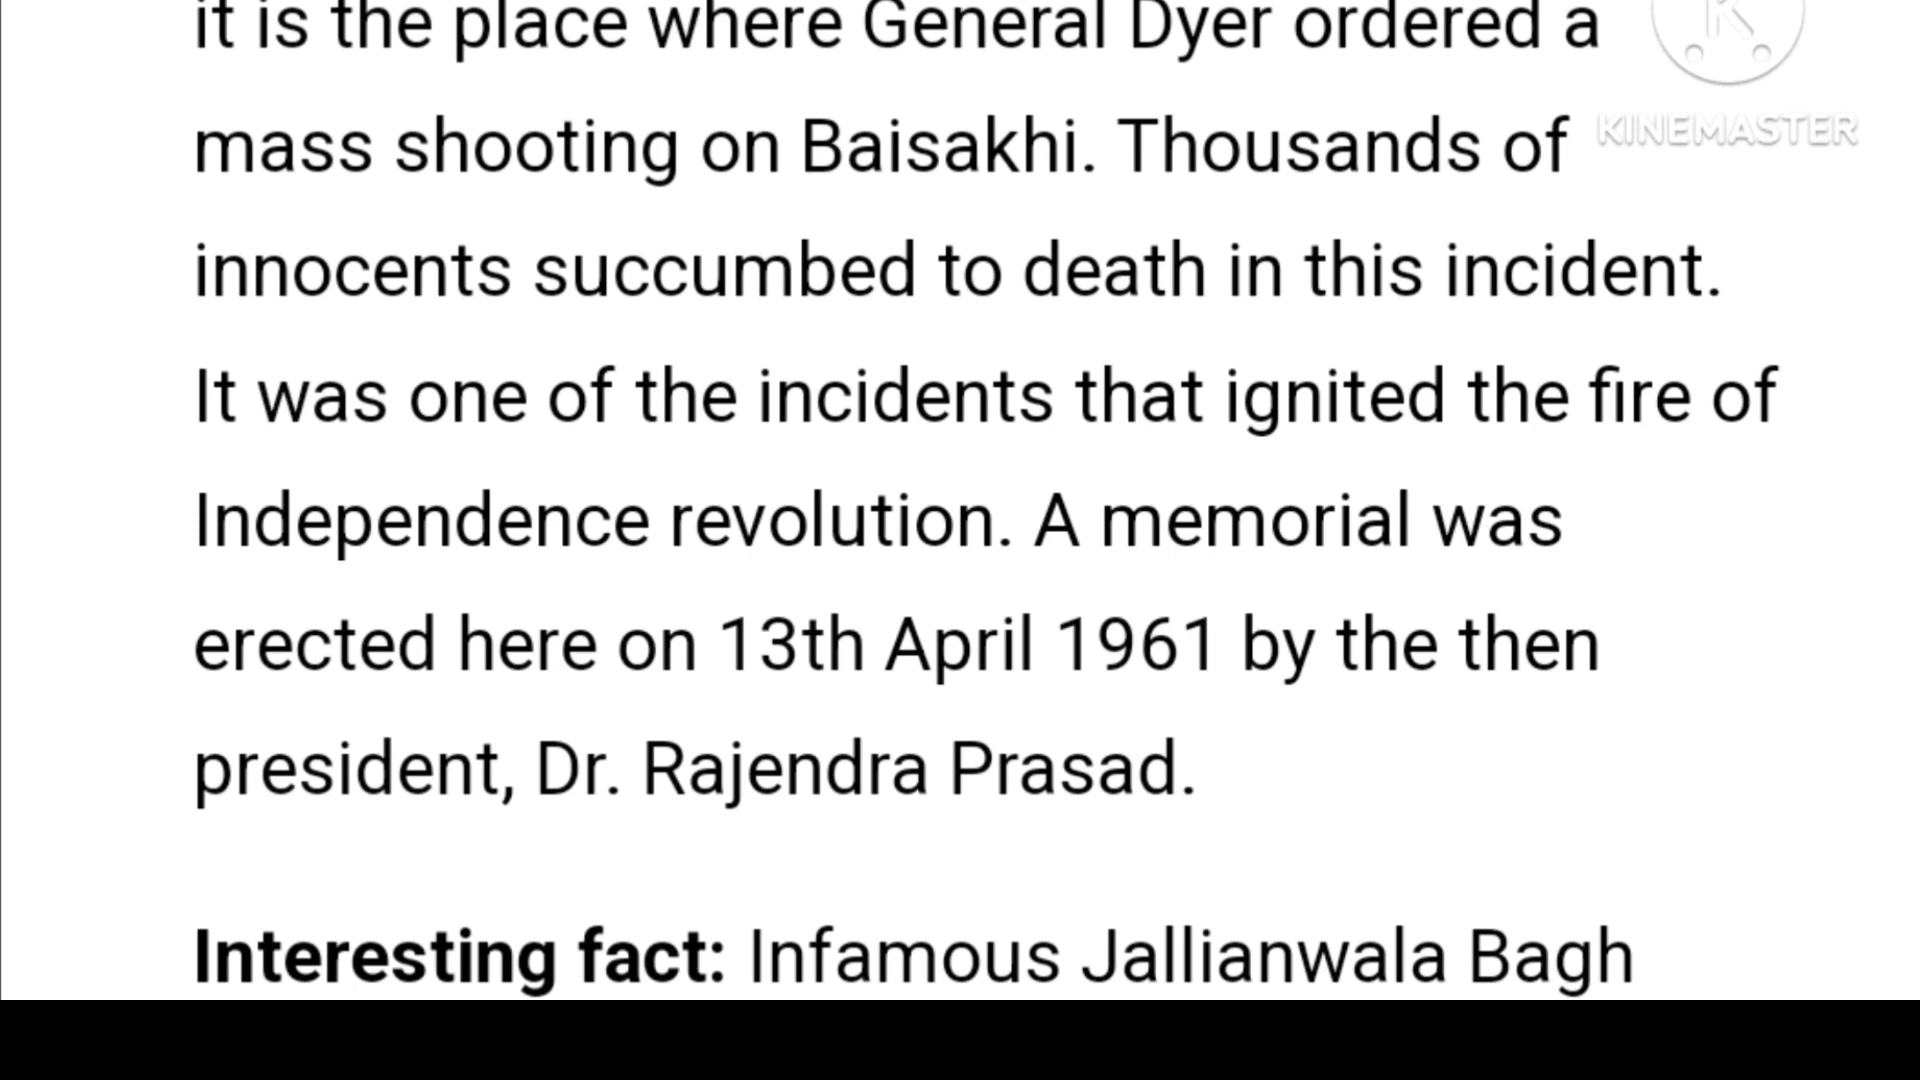 it is the place where General Dyer ordered a
mass shooting on Baisakhi. Thousands of
KINEMASTER
innocents succumbed to death in this incident.
It was one of the incidents that ignited the fire of
Independence revolution. A memorial was
erected here on 13th April 1961 by the then
president, Dr. Rajendra Prasad.
Interesting fact: Infamous Jallianwala Bagh